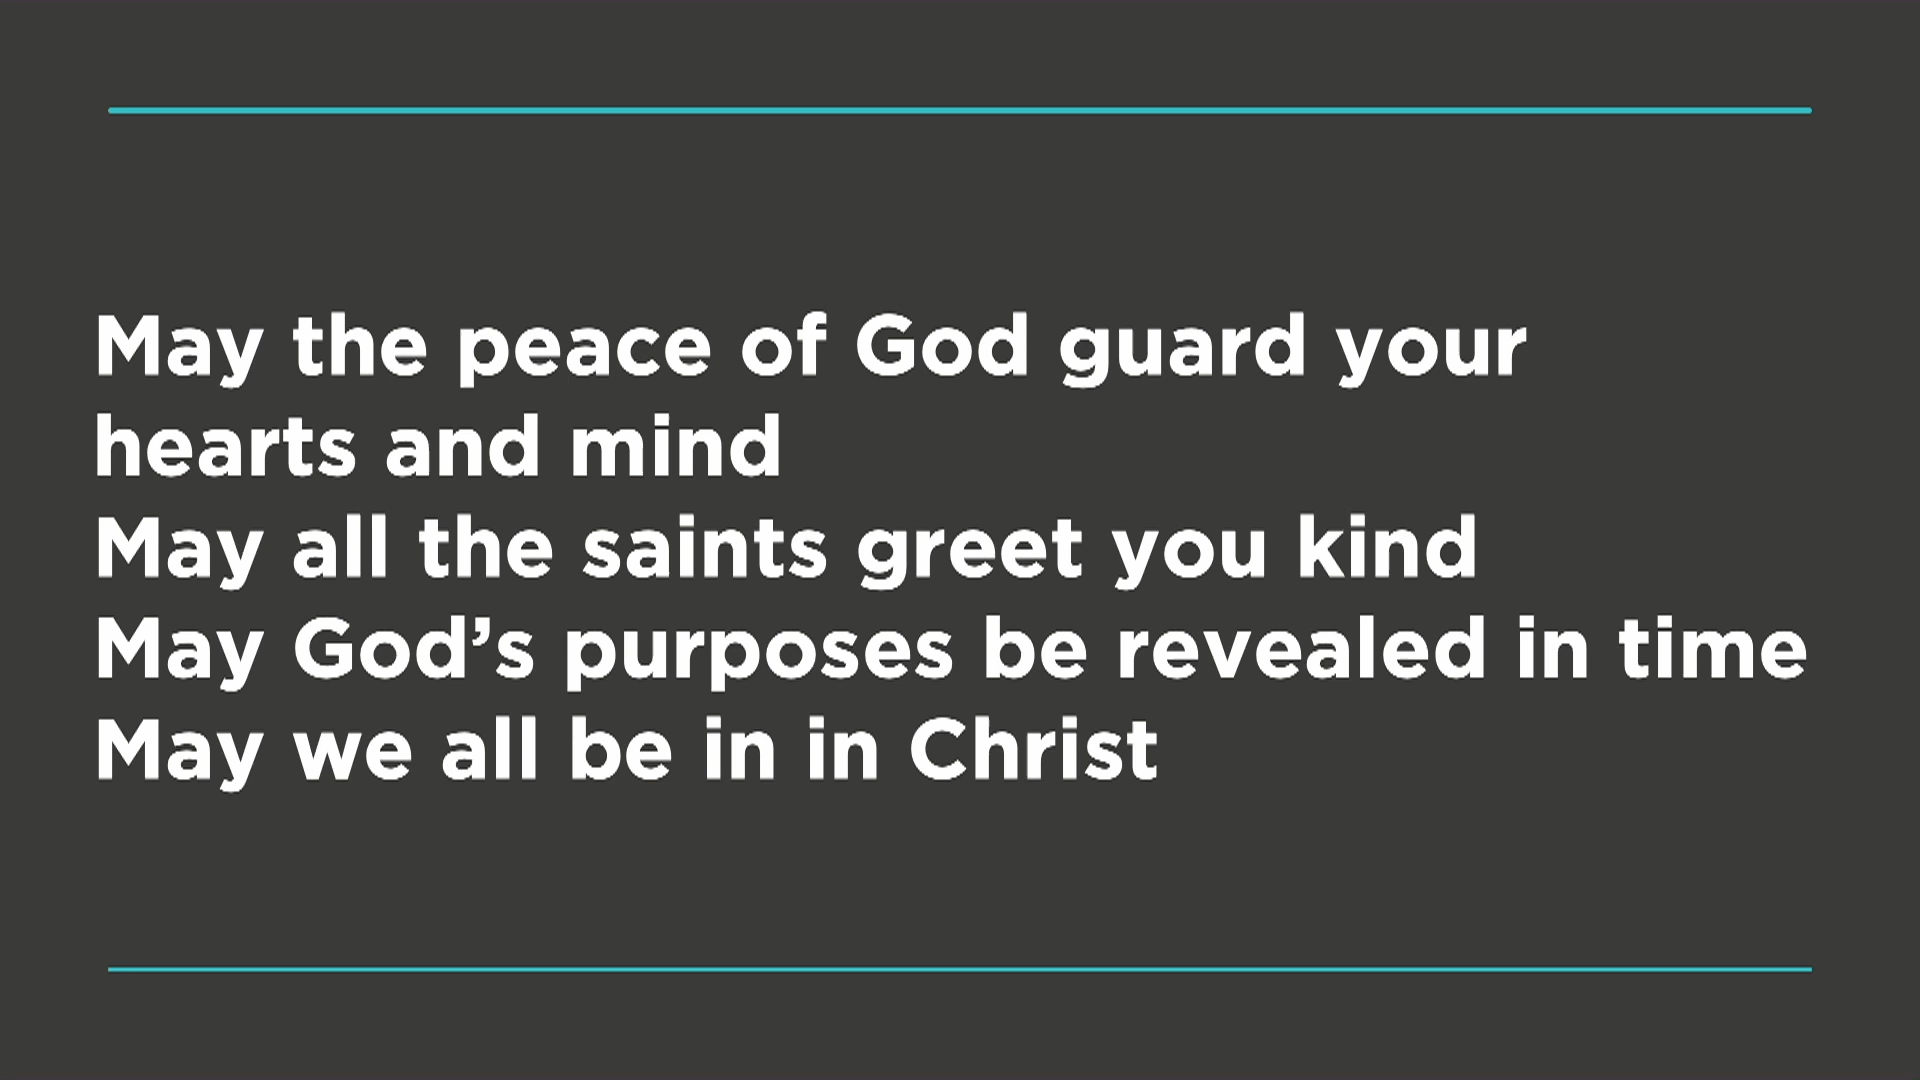 May the peace of God guard your
hearts and mind
May all the saints greet you kind
May God’s purposes be revealed in time
May we all be in in Christ